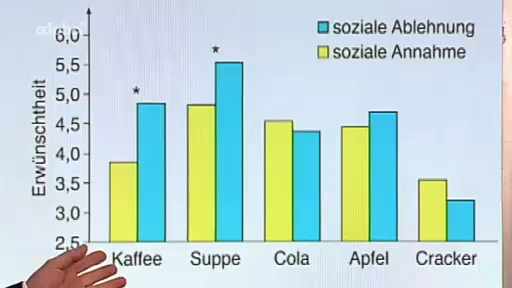 soziale Ablehnung
soziale Annahme
Erwünschtheit
6,0
5,5
5,0
4,5
4,0
3,5
3,0
2,5
*
*
Kaffee
Suppe
Cola
Apfel
Cracker